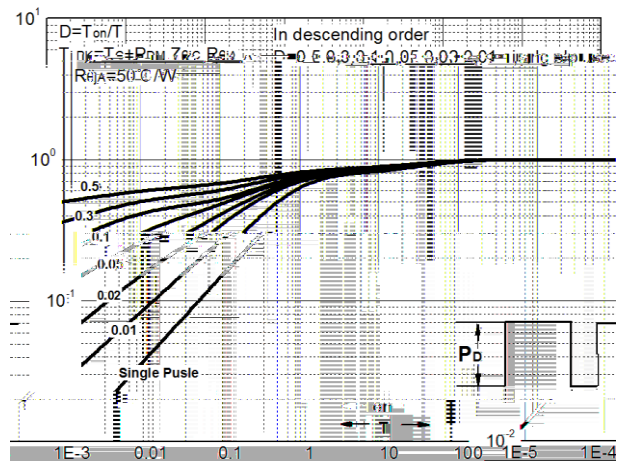 D=Ton/T
In descending order
RθJA=50°C/W
10¹
10⁰
0.5
0.3
0.1
0.05
0.02
10⁻¹
0.01
Single Pusle
PD
on
T
10⁻²
1E-3 0.01 0.1 1 10 100 1E-5 1E-4